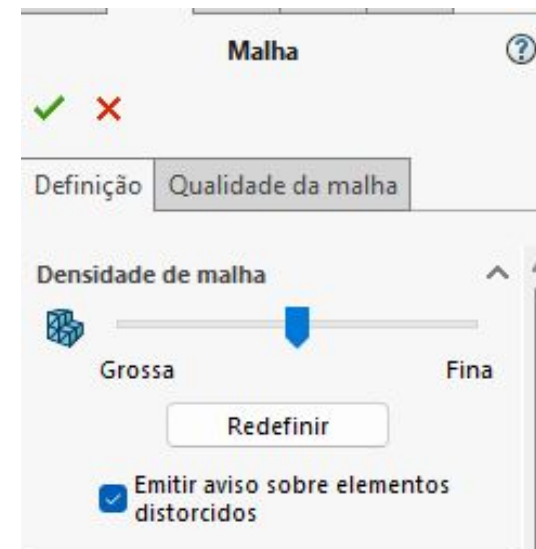 Malha
Definição Qualidade da malha
Densidade de malha
Grossa Fina
Redefinir
Emitir aviso sobre elementos
distorcidos